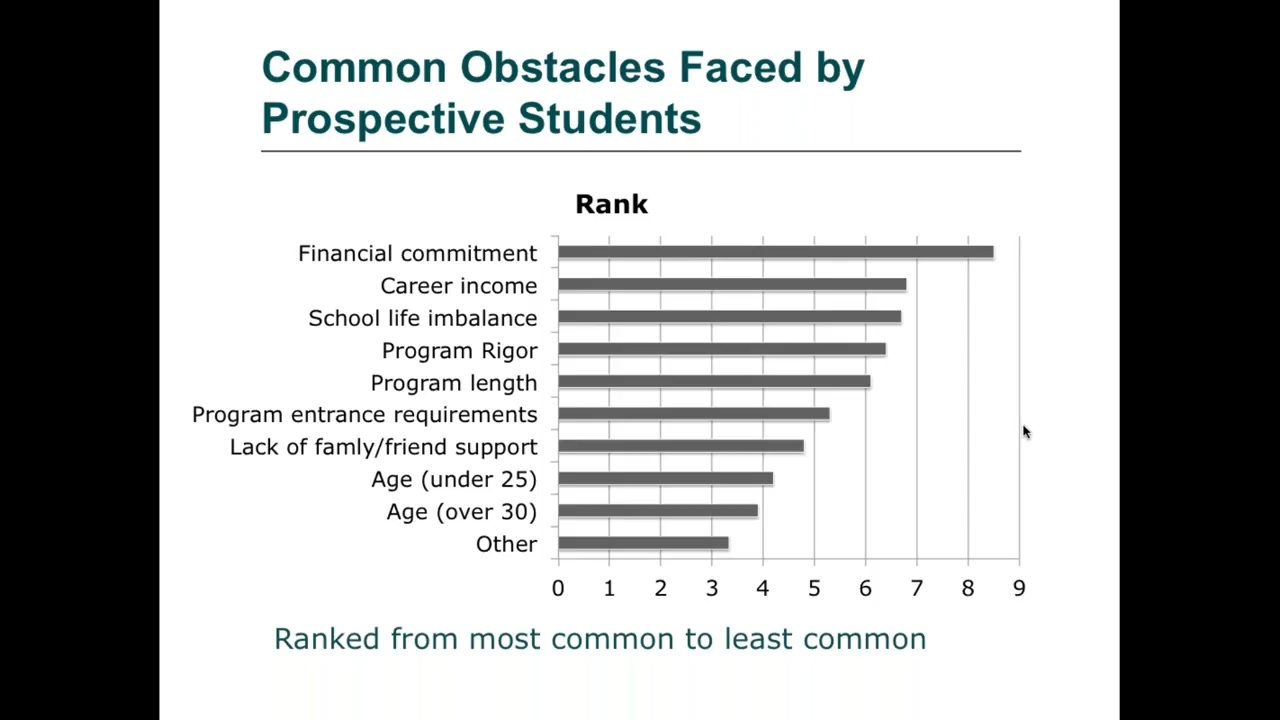 Common Obstacles Faced by
Prospective Students
Rank
Financial commitment
Career income
School life imbalance
Program Rigor
Program length
Program entrance requirements
Lack of famly/friend support
Age (under 25)
Age (over 30)
Other
0 1 2 3 4 5 6 7 8 9
Ranked from most common to least common